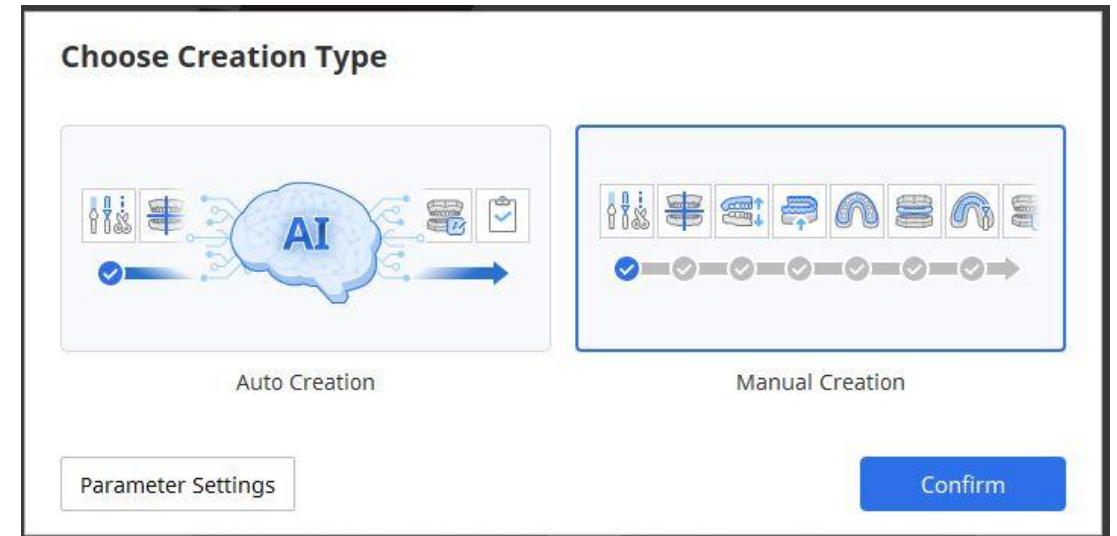 Choose Creation Type
AI
Auto Creation
Manual Creation
Parameter Settings
Confirm